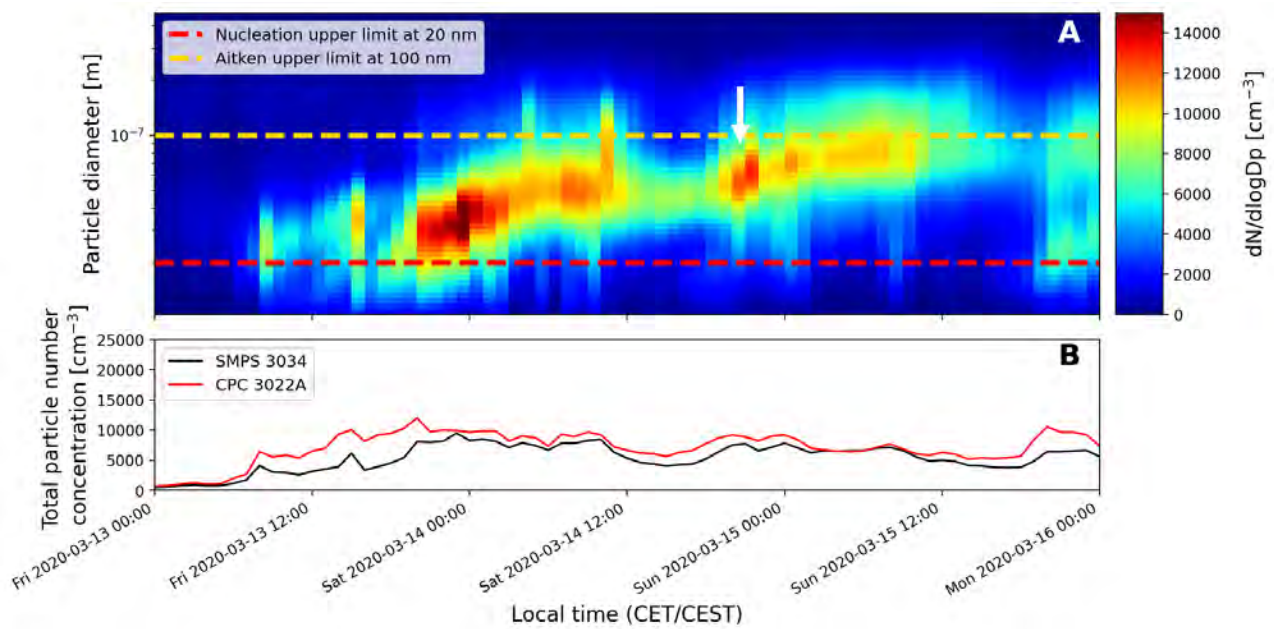 Nucleation upper limit at 20 nm
Aitken upper limit at 100 nm
A
Particle diameter [m]
10⁻⁷
14000
12000
10000
8000
6000
4000
2000
0
dN/dlogDp [cm⁻³]
B
SMPS 3034
CPC 3022A
Total particle number
concentration [cm⁻³]
25000
20000
15000
10000
5000
0
Fri 2020-03-13 00:00
Fri 2020-03-13 12:00
Sat 2020-03-14 00:00
Sat 2020-03-14 12:00
Sun 2020-03-15 00:00
Sun 2020-03-15 12:00
Mon 2020-03-16 00:00
Local time (CET/CEST)